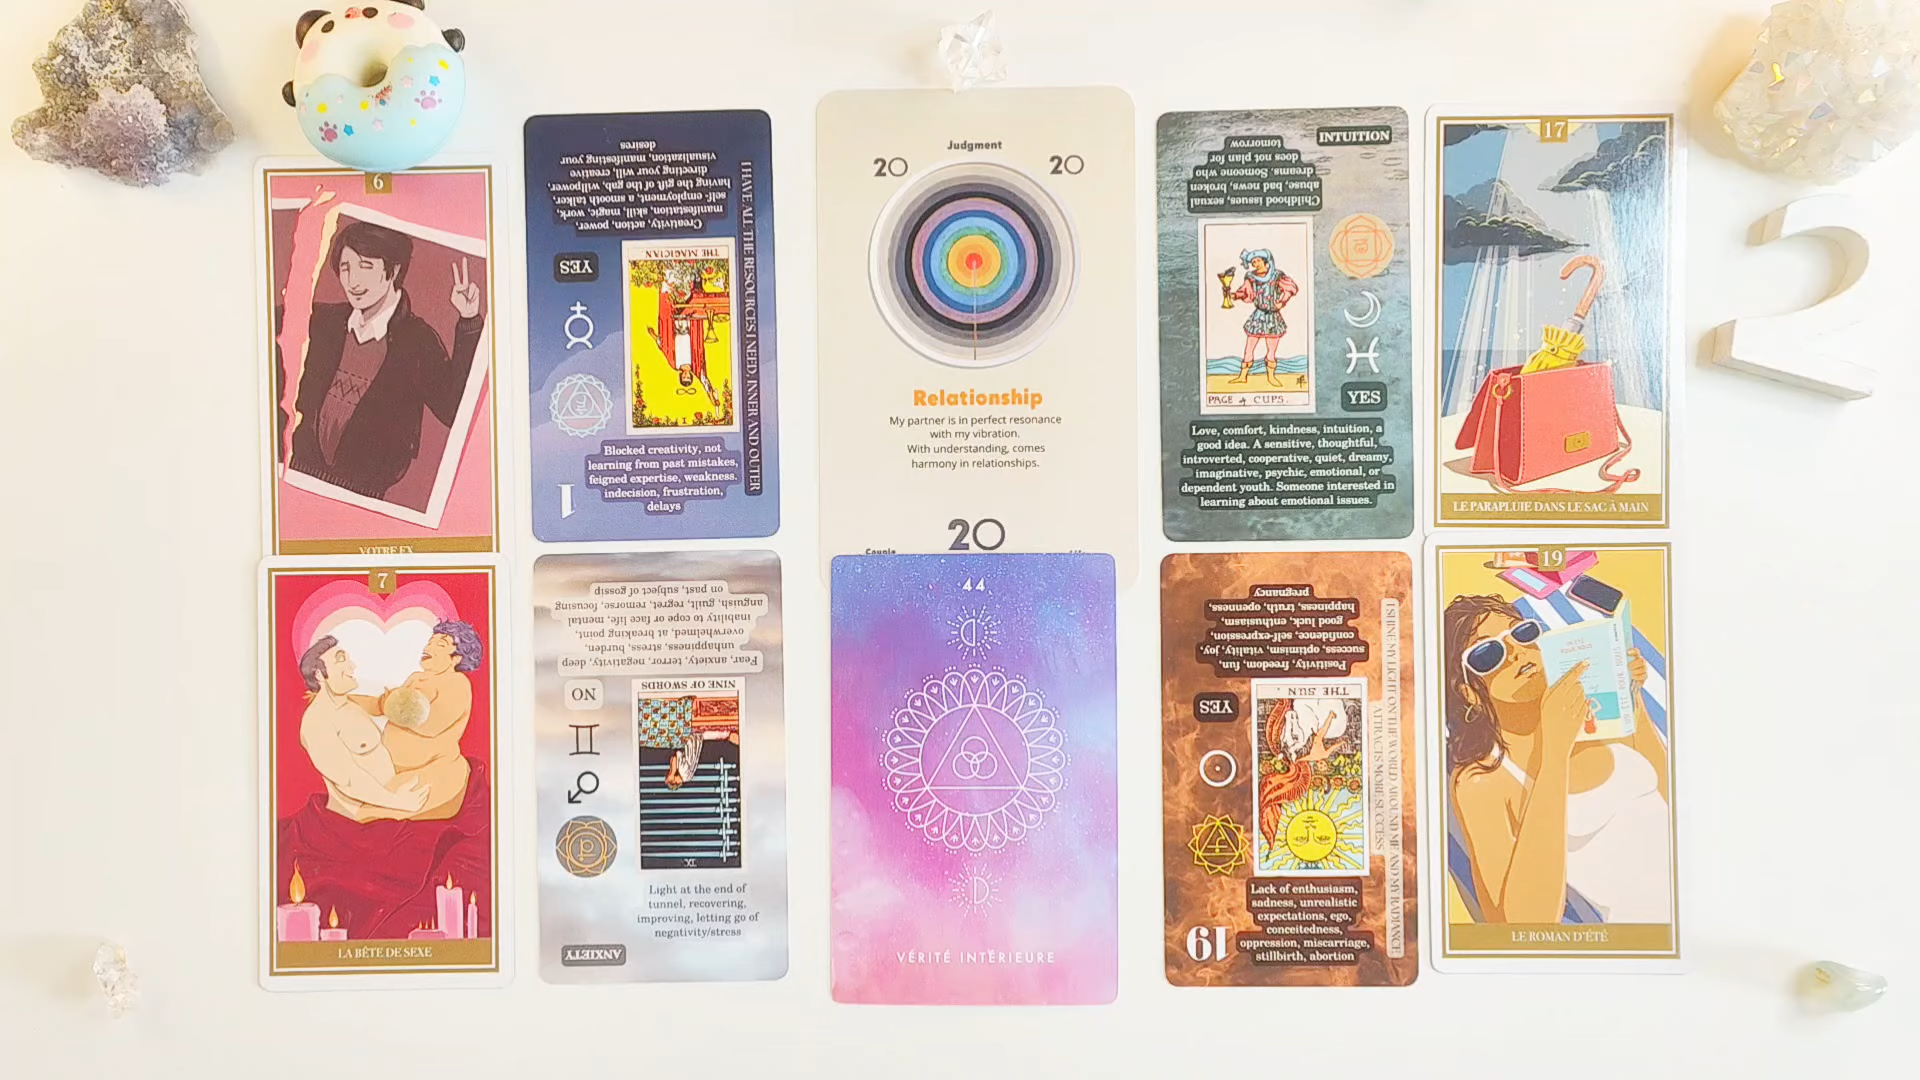 6
VOTRE EX
Creativity, action, power,
manifestation, skill, magic, work,
self- employment, a smooth talker,
having the gift of the gab, willpower,
directing your will, creative
visualization, manifesting your
desires
I HAVE ALL THE RESOURCES I NEED, INNER AND OUTER
YES
THE MAGICIAN
I
Blocked creativity, not
learning from past mistakes,
feigned expertise, weakness.
indecision, frustration,
delays
1
Judgment
20
20
Relationship
My partner is in perfect resonance
with my vibration.
With understanding, comes
harmony in relationships.
20
Couple
INTUITION
Childhood issues, sexual
abuse, bad news, broken
dreams. Someone who
does not plan for
tomorrow
PAGE of CUPS.
YES
Love, comfort, kindness, intuition, a
good idea. A sensitive, thoughtful,
introverted, cooperative, quiet, dreamy,
imaginative, psychic, emotional, or
dependent youth. Someone interested in
learning about emotional issues.
17
LE PARAPLUIE DANS LE SAC À MAIN
7
LA BÊTE DE SEXE
Fear, anxiety, terror, negativity, deep
unhappiness, stress, burden,
overwhelmed, at breaking point,
inability to cope or face life, mental
anguish, guilt, regret, remorse, focusing
on past, subject of gossip
NO
NINE OF SWORDS
IX
Light at the end of
tunnel, recovering,
improving, letting go of
negativity/stress
ANXIETY
44
VÉRITÉ INTÉRIEURE
Positivity, freedom, fun,
success, optimism, vitality, joy,
confidence, self-expression,
good luck, enthusiasm,
happiness, truth, openness,
pregnancy
I SHINE MY LIGHT ON THE WORLD AROUND ME AND MY RADIANCE
ATTRACTS MORE SUCCESS
YES
THE SUN .
XIX
Lack of enthusiasm,
sadness, unrealistic
expectations, ego,
conceitedness,
oppression, miscarriage,
stillbirth, abortion
19
19
LE ROMAN D'ÉTÉ
2